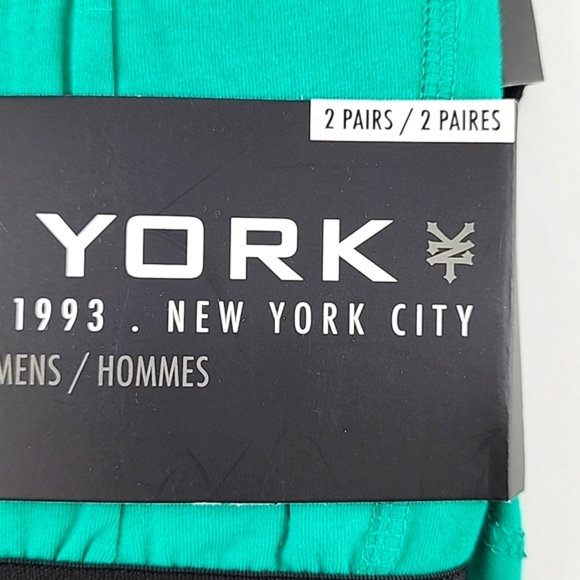 2 PAIRS / 2 PAIRES
YORK
1993 . NEW YORK CITY
MENS / HOMMES